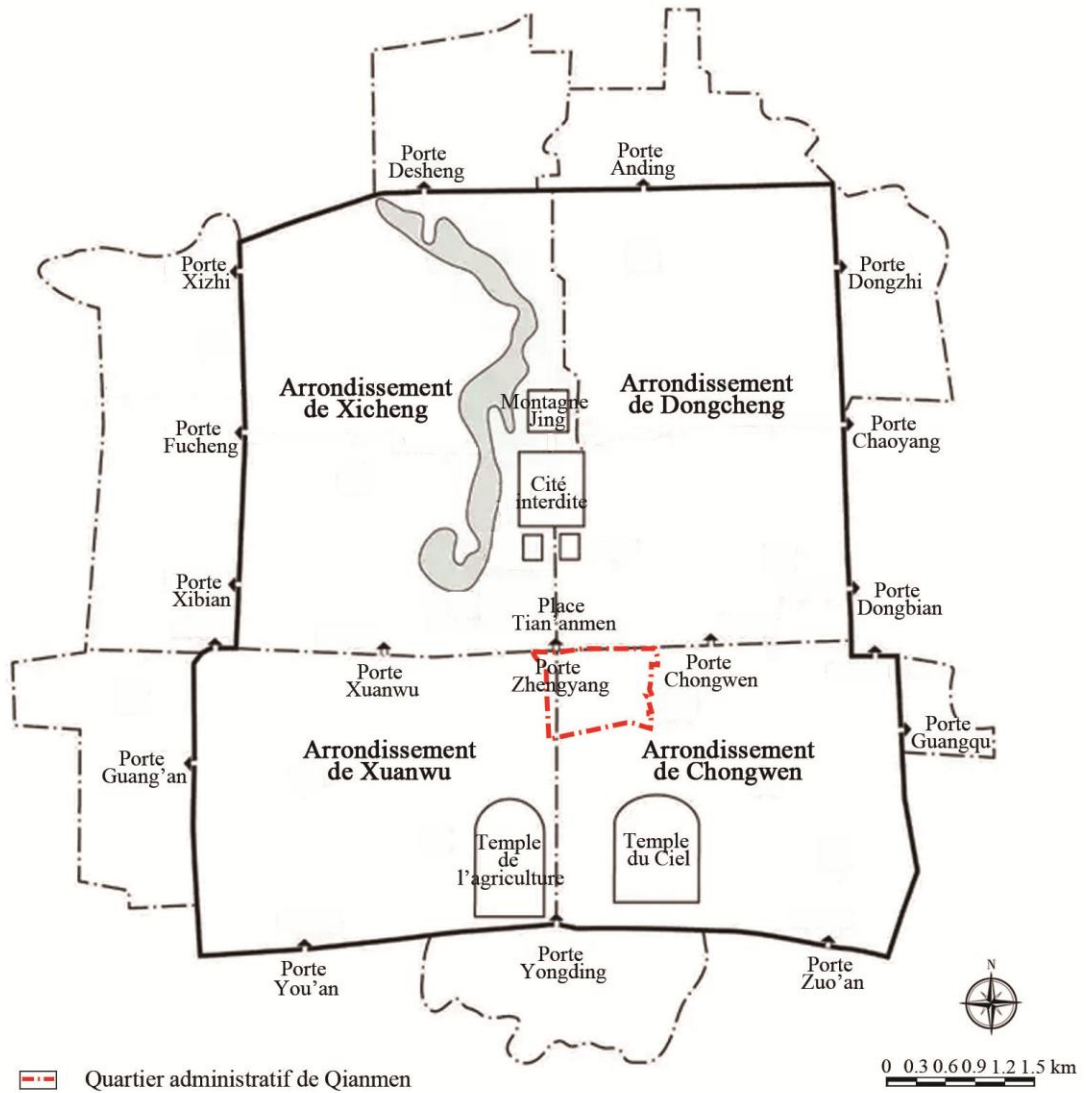 Porte
Desheng
Porte
Anding
Porte
Xizhi
Porte
Dongzhi
Arrondissement
de Xicheng
Arrondissement
de Dongcheng
Montagne
Jing
Porte
Fucheng
Porte
Chaoyang
Cité
interdite
Porte
Xibian
Place
Tian'anmen
Porte
Dongbian
Porte
Xuanwu
Porte
Zhengyang
Porte
Chongwen
Porte
Guang'an
Arrondissement
de Xuanwu
Arrondissement
de Chongwen
Porte
Guangqu
Temple
de
l'agriculture
Temple
du Ciel
Porte
You'an
Porte
Yongding
Porte
Zuo'an
N
Quartier administratif de Qianmen
0 0.3 0.6 0.9 1.2 1.5 km